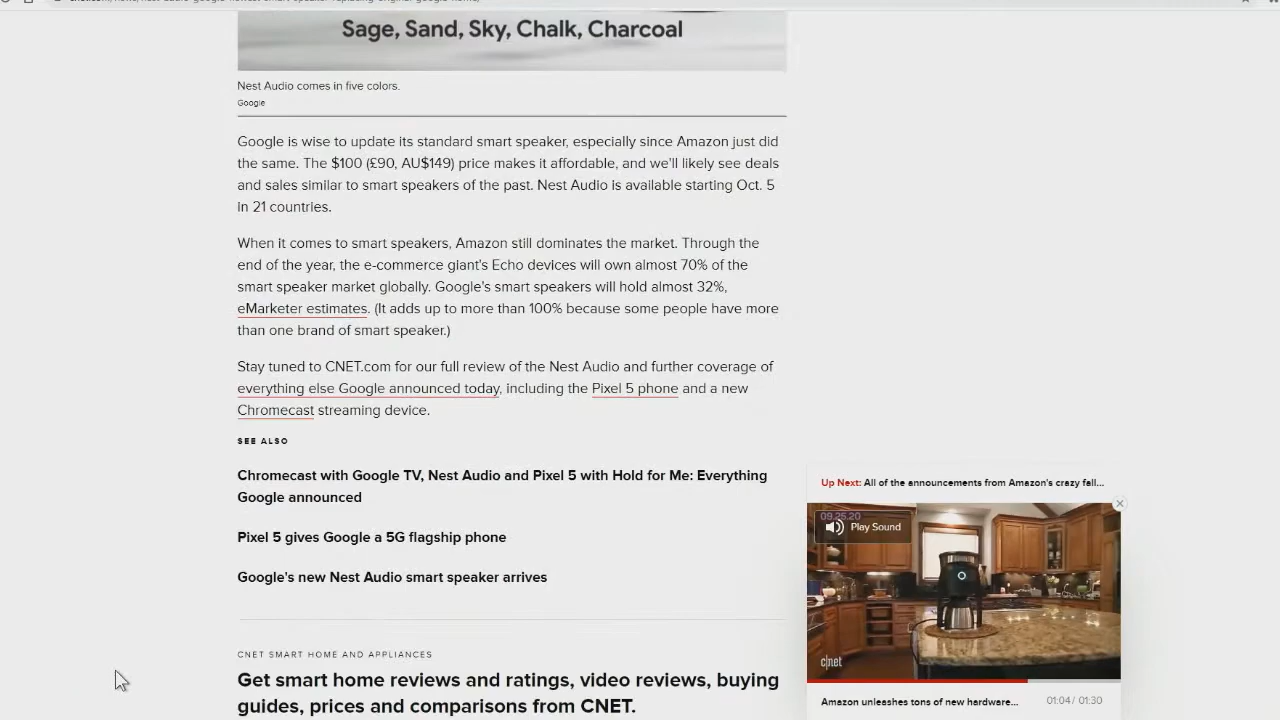 Sage, Sand, Sky, Chalk, Charcoal
Nest Audio comes in five colors.
Google
Google is wise to update its standard smart speaker, especially since Amazon just did
the same. The $100 (£90, AU$149) price makes it affordable, and we'll likely see deals
and sales similar to smart speakers of the past. Nest Audio is available starting Oct. 5
in 21 countries.
When it comes to smart speakers, Amazon still dominates the market. Through the
end of the year, the e-commerce giant's Echo devices will own almost 70% of the
smart speaker market globally. Google's smart speakers will hold almost 32%,
eMarketer estimates. (It adds up to more than 100% because some people have more
than one brand of smart speaker.)
Stay tuned to CNET.com for our full review of the Nest Audio and further coverage of
everything else Google announced today, including the Pixel 5 phone and a new
Chromecast streaming device.
SEE ALSO
Chromecast with Google TV, Nest Audio and Pixel 5 with Hold for Me: Everything
Google announced
Pixel 5 gives Google a 5G flagship phone
Google's new Nest Audio smart speaker arrives
CNET SMART HOME AND APPLIANCES
Get smart home reviews and ratings, video reviews, buying
guides, prices and comparisons from CNET.
Up Next: All of the announcements from Amazon's crazy fall...
09.25.20
Play Sound
c|net
Amazon unleashes tons of new hardware...
01:04 / 01:30